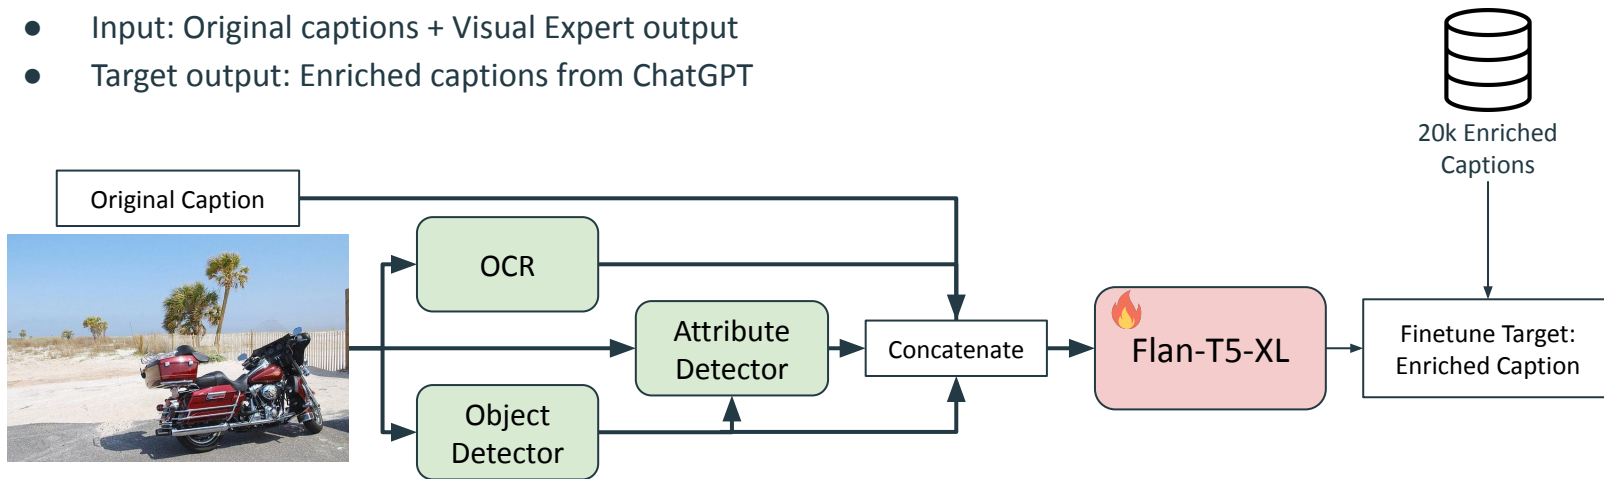 ● Input: Original captions + Visual Expert output
● Target output: Enriched captions from ChatGPT
20k Enriched
Captions
Original Caption
OCR
Attribute
Detector
Object
Detector
Concatenate
Flan-T5-XL
Finetune Target:
Enriched Caption